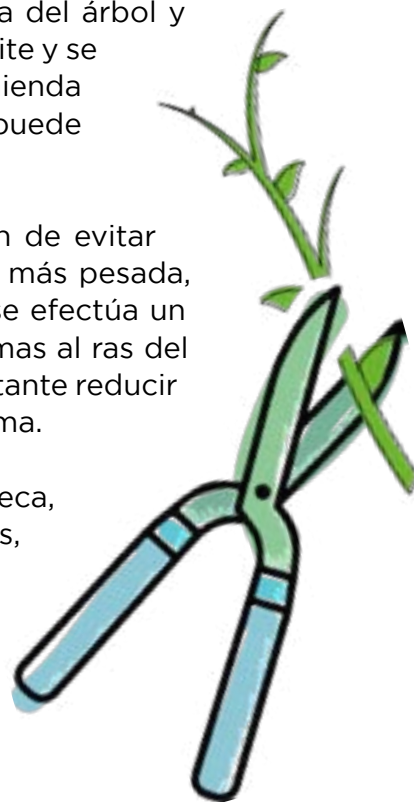 a del árbol y
ite y se
ienda
puede
n de evitar
más pesada,
se efectúa un
mas al ras del
tante reducir
ma.
eca,
s,